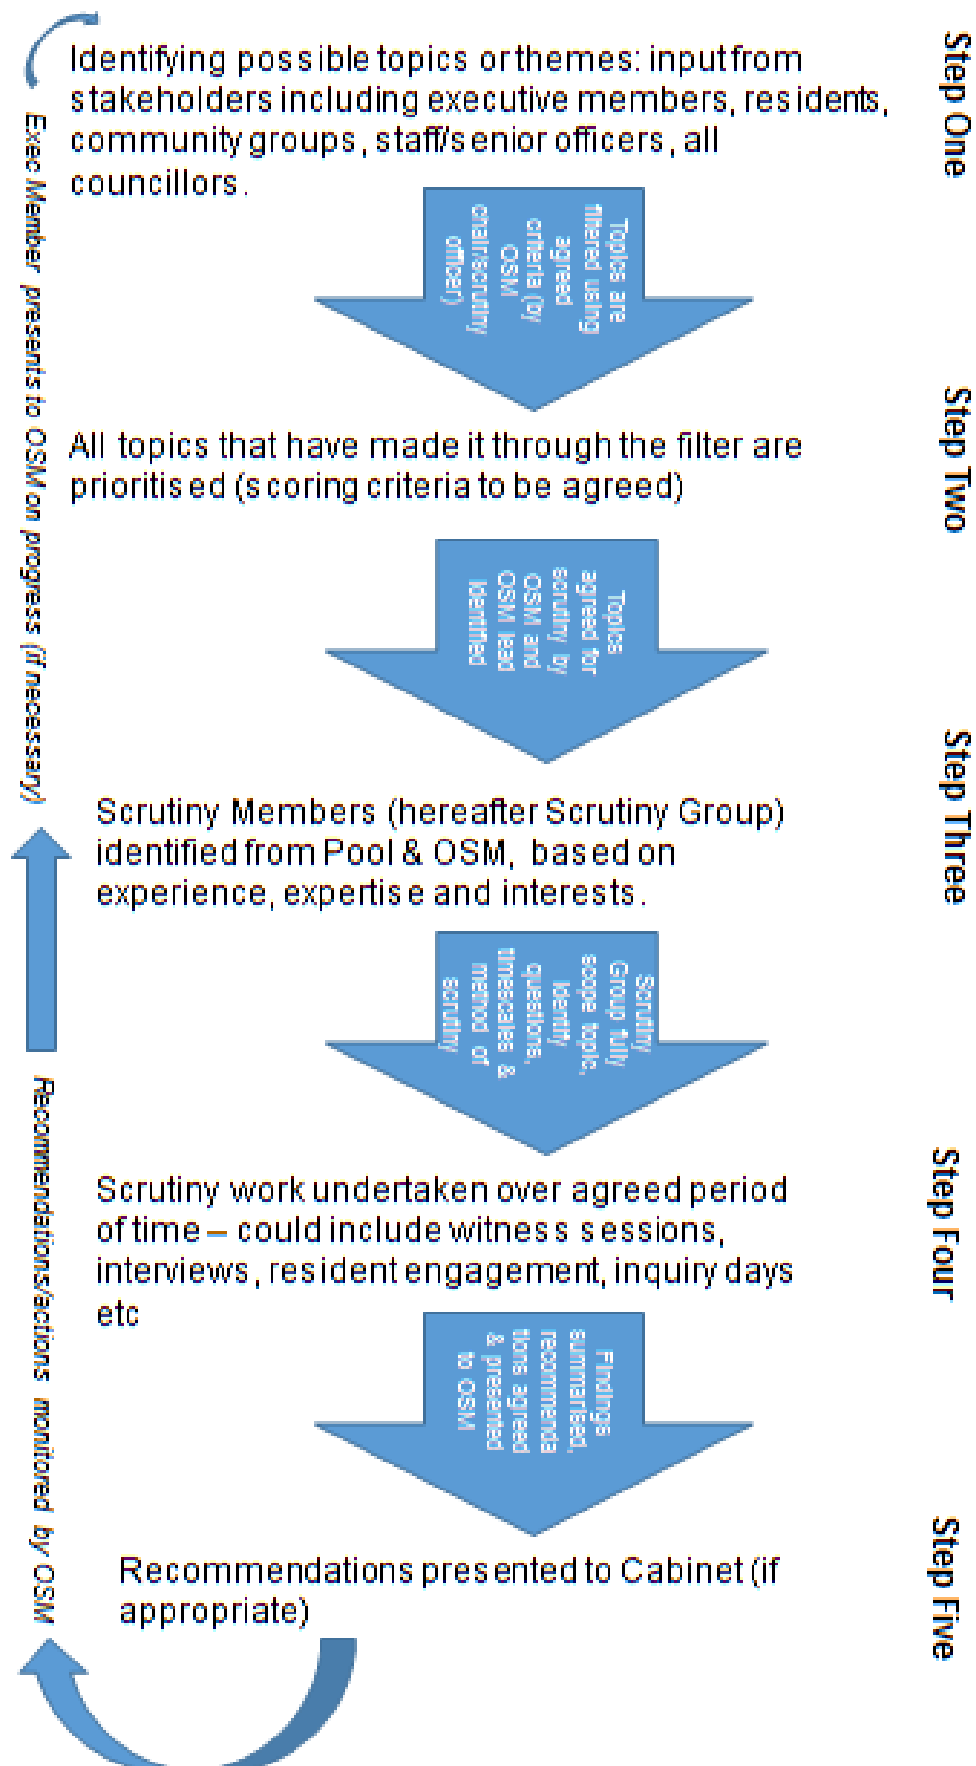 Step One
Identifying possible topics or themes: input from
stakeholders including executive members, residents,
community groups, staff/senior officers, all
councillors.
Topics are
filtered using
agreed
criteria (by
OSM
chair/scrutiny
officer)
Step Two
All topics that have made it through the filter are
prioritised (scoring criteria to be agreed)
Topics
agreed for
scrutiny by
OSM and
OSM lead
identified
Step Three
Scrutiny Members (hereafter Scrutiny Group)
identified from Pool & OSM, based on
experience, expertise and interests.
Scrutiny
Group fully
scope topic,
identify
questions,
timescales &
method of
scrutiny
Step Four
Scrutiny work undertaken over agreed period
of time – could include witness sessions,
interviews, resident engagement, inquiry days
etc
Findings
summarised,
recommenda
tions agreed
& presented
to OSM
Step Five
Recommendations presented to Cabinet (if
appropriate)
Recommendations/actions monitored by OSM
Exec Member presents to OSM on progress (if necessary)